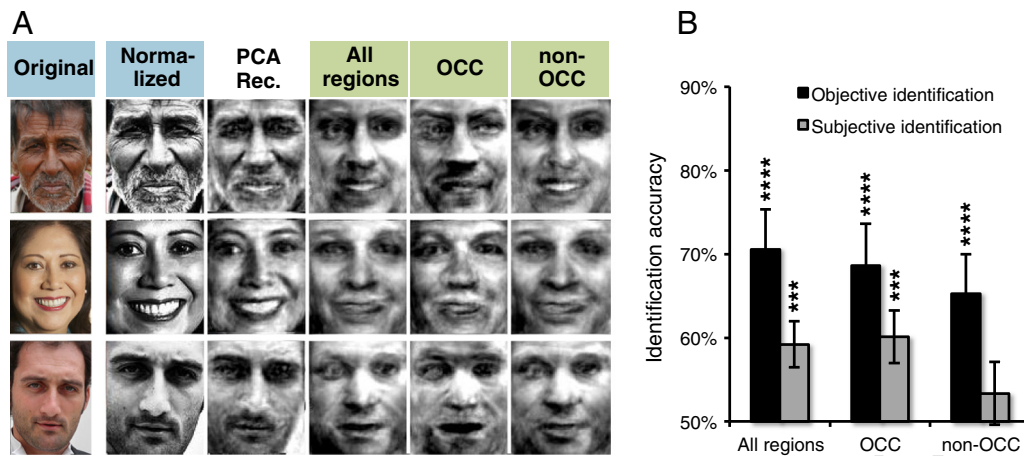 A
Original
Norma-
lized
PCA
Rec.
All
regions
OCC
non-
OCC
B
90%
80%
70%
60%
50%
Identification accuracy
Objective identification
Subjective identification
****
***
****
***
****
All regions
OCC
non-OCC